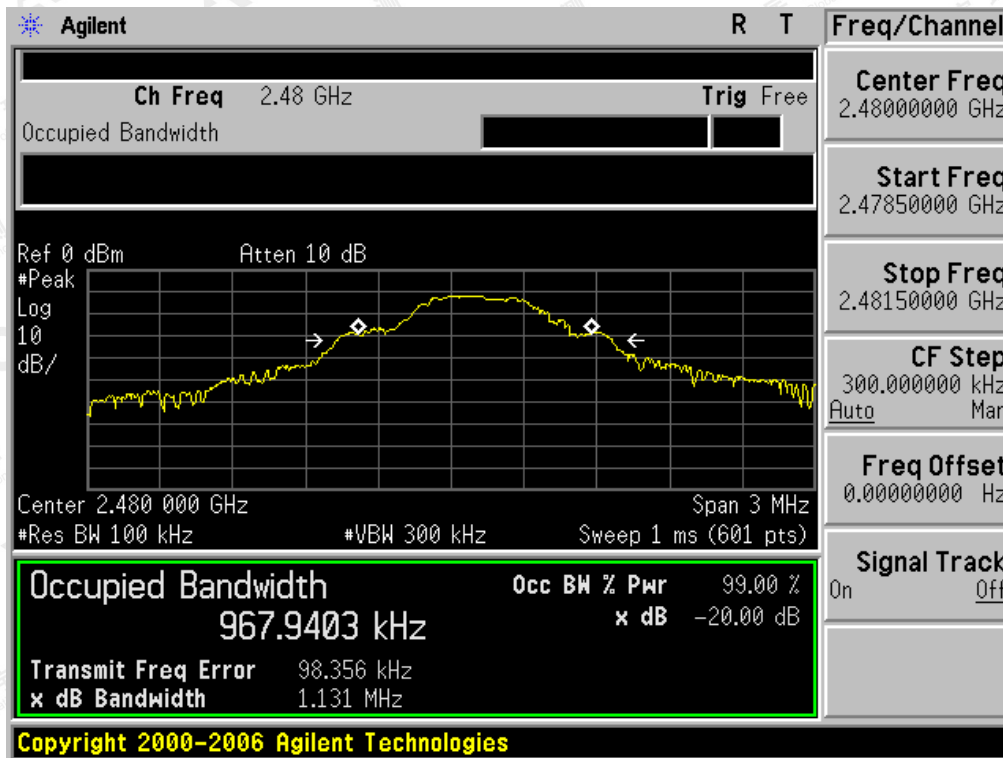 Agilent R T Freq/Channel
Ch Freq 2.48 GHz Trig Free
Occupied Bandwidth
Center Freq
2.48000000 GHz
Start Freq
2.47850000 GHz
Stop Freq
2.48150000 GHz
CF Step
300.000000 kHz
Auto Man
Freq Offset
0.00000000 Hz
Signal Track
On Off
Ref 0 dBm Atten 10 dB
#Peak
Log
10
dB/
Center 2.480 000 GHz Span 3 MHz
#Res BW 100 kHz #VBW 300 kHz Sweep 1 ms (601 pts)
Occupied Bandwidth Occ BW % Pwr 99.00 %
967.9403 kHz x dB -20.00 dB
Transmit Freq Error 98.356 kHz
x dB Bandwidth 1.131 MHz
Copyright 2000-2006 Agilent Technologies